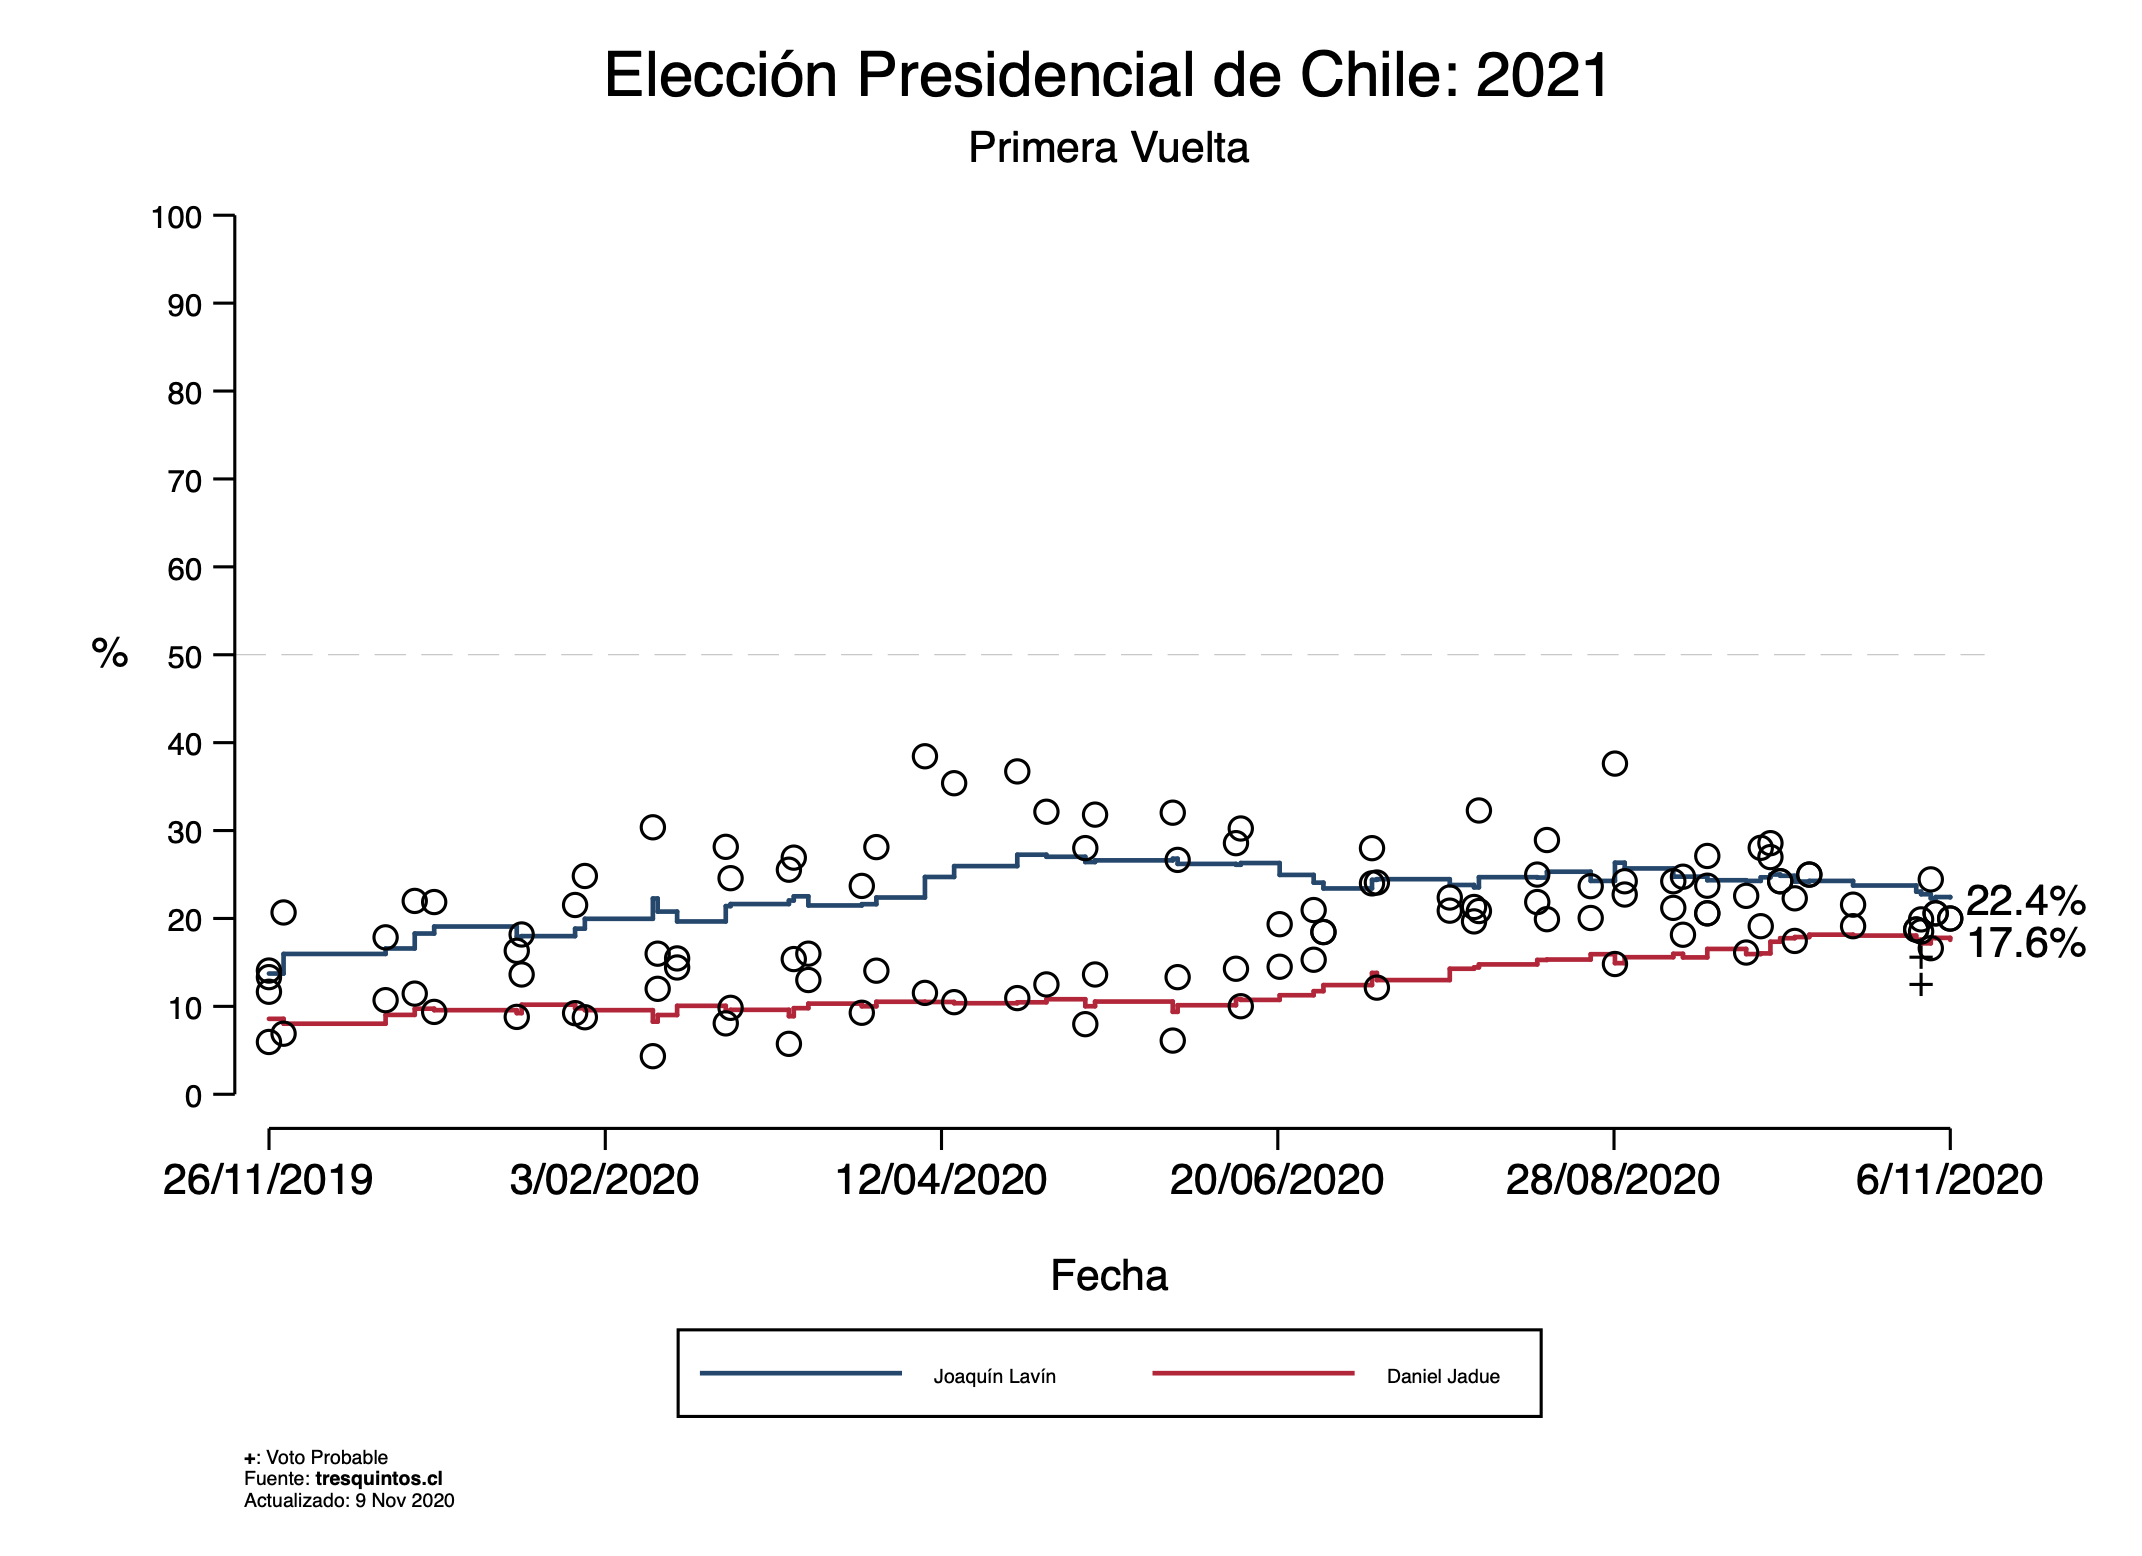 Elección Presidencial de Chile: 2021
Primera Vuelta
100
90
80
70
60
50
40
30
20
10
0
%
22.4%
17.6%
26/11/2019 3/02/2020 12/04/2020 20/06/2020 28/08/2020 6/11/2020
Fecha
Joaquín Lavín Daniel Jadue
+: Voto Probable
Fuente: tresquintos.cl
Actualizado: 9 Nov 2020